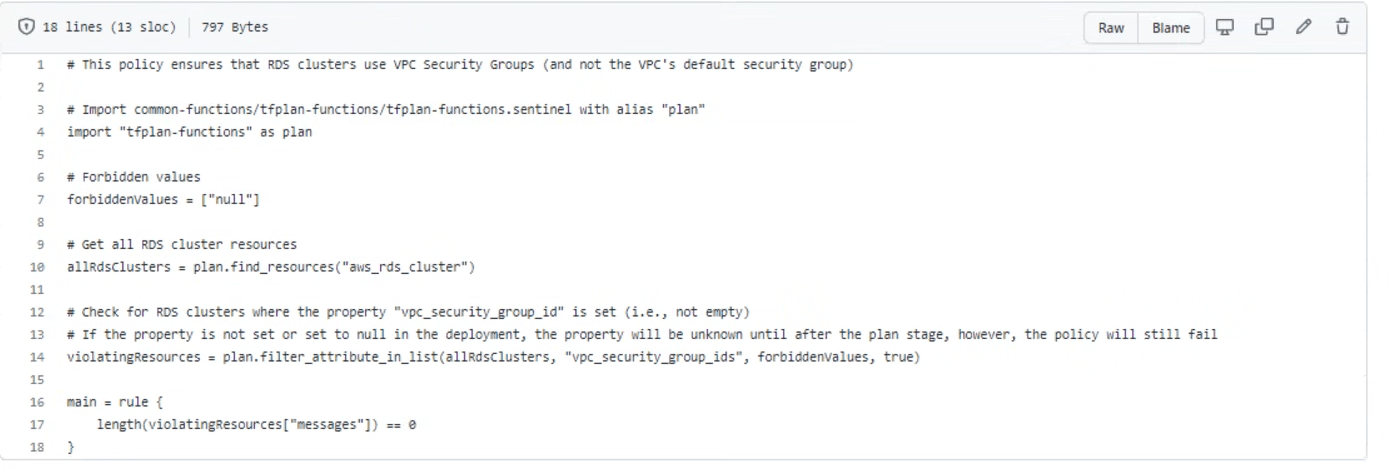 18 lines (13 sloc) 797 Bytes Raw Blame
1 # This policy ensures that RDS clusters use VPC Security Groups (and not the VPC's default security group)
2
3 # Import common-functions/tfplan-functions/tfplan-functions.sentinel with alias "plan"
4 import "tfplan-functions" as plan
5
6 # Forbidden values
7 forbiddenValues = ["null"]
8
9 # Get all RDS cluster resources
10 allRdsClusters = plan.find_resources("aws_rds_cluster")
11
12 # Check for RDS clusters where the property "vpc_security_group_id" is set (i.e., not empty)
13 # If the property is not set or set to null in the deployment, the property will be unknown until after the plan stage, however, the policy will still fail
14 violatingResources = plan.filter_attribute_in_list(allRdsClusters, "vpc_security_group_ids", forbiddenValues, true)
15
16 main = rule {
17     length(violatingResources["messages"]) == 0
18 }